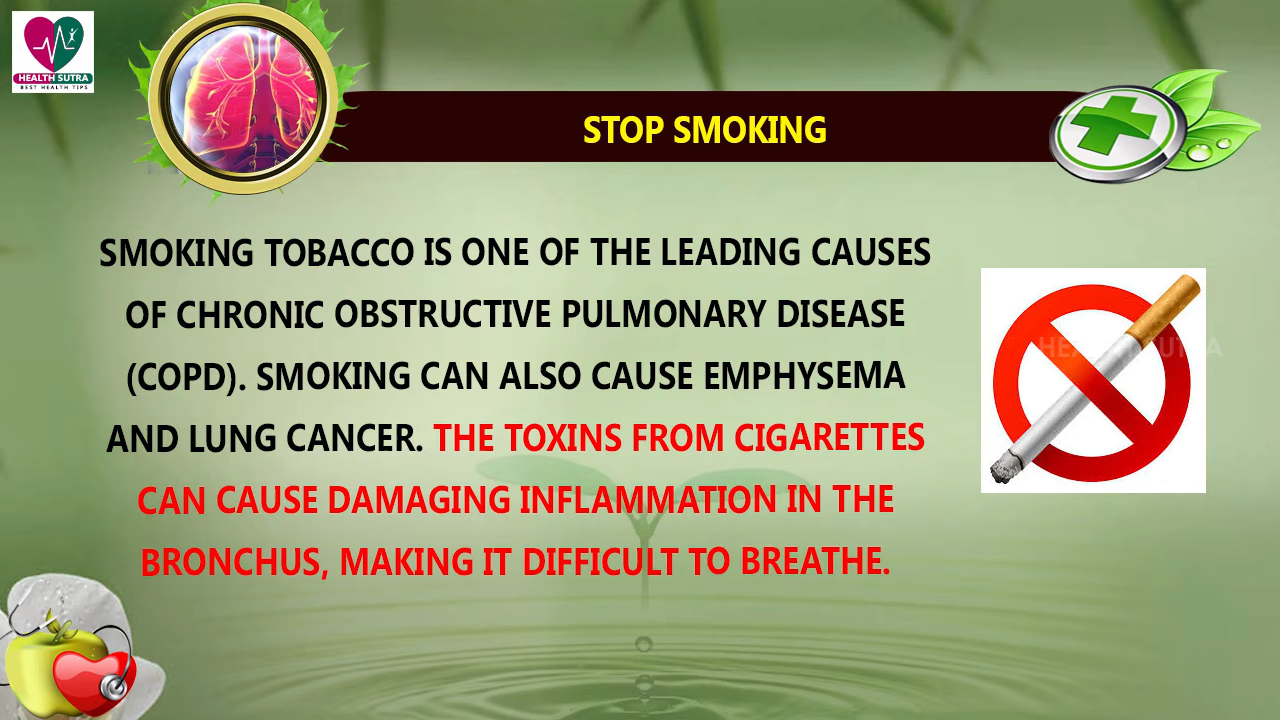 HEALTH SUTRA
BEST HEALTH TIPS
STOP SMOKING
SMOKING TOBACCO IS ONE OF THE LEADING CAUSES
OF CHRONIC OBSTRUCTIVE PULMONARY DISEASE
(COPD). SMOKING CAN ALSO CAUSE EMPHYSEMA
AND LUNG CANCER. THE TOXINS FROM CIGARETTES
CAN CAUSE DAMAGING INFLAMMATION IN THE
BRONCHUS, MAKING IT DIFFICULT TO BREATHE.
HEALTH SUTRA